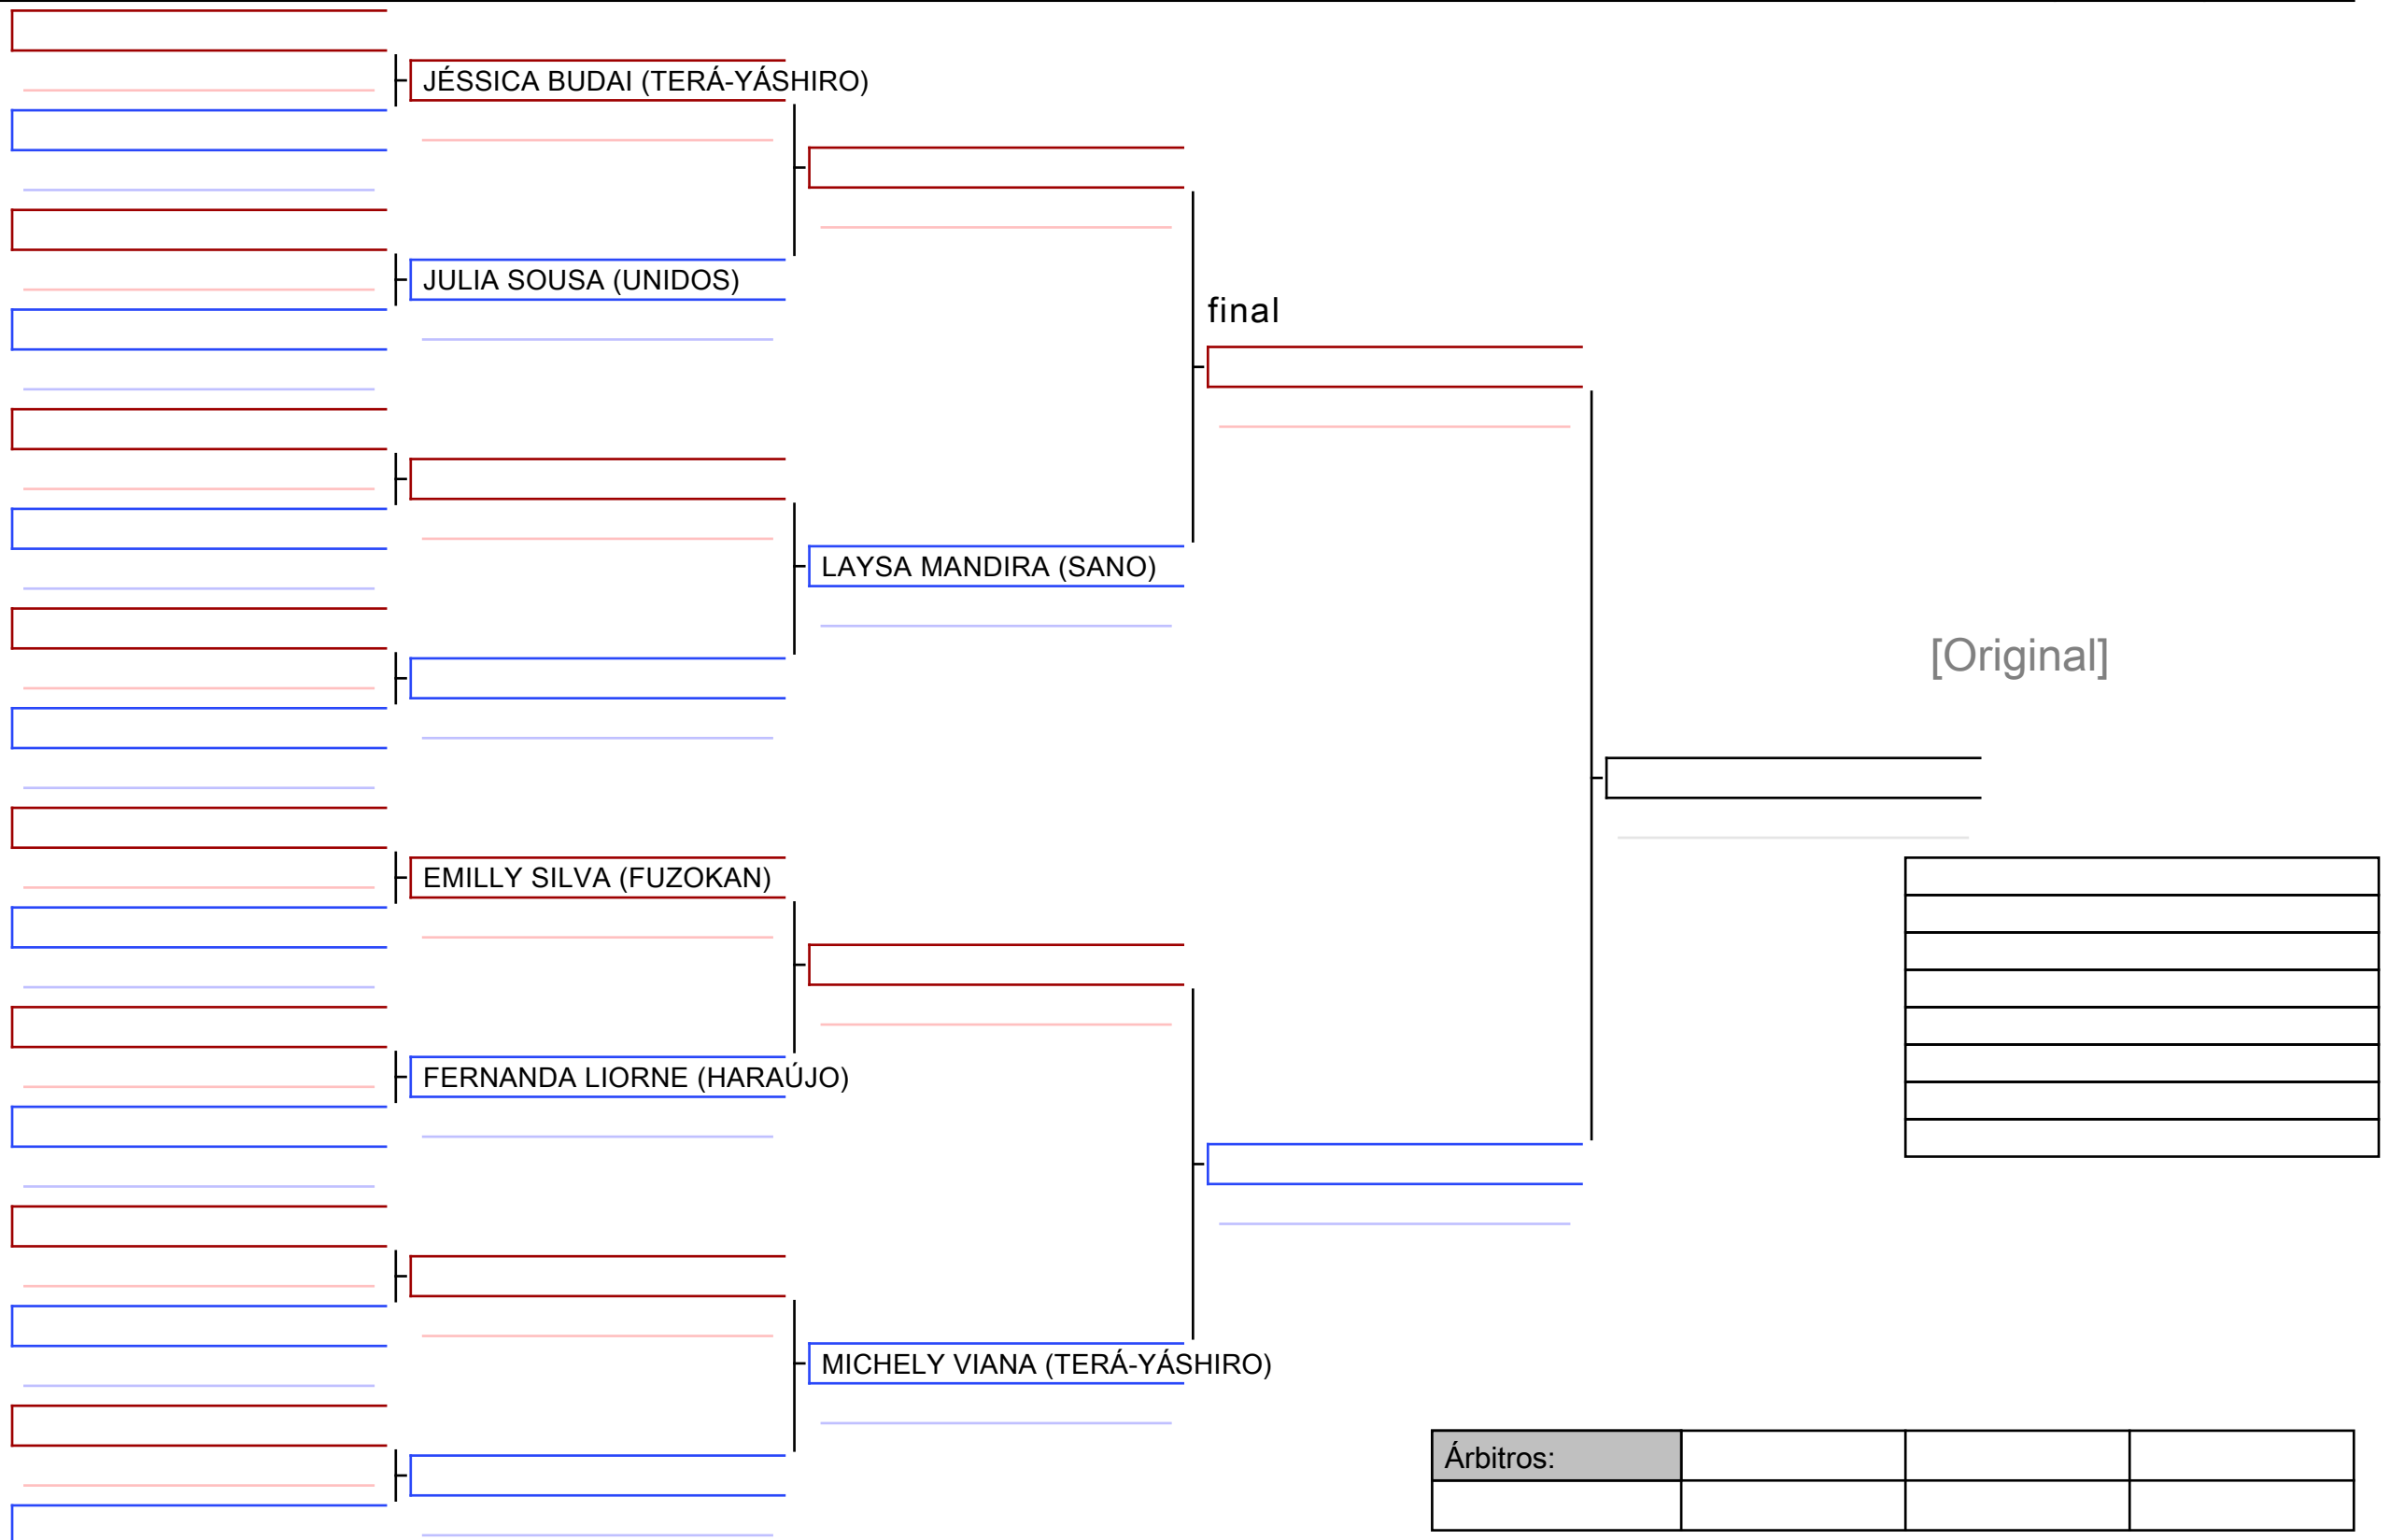 JÉSSICA BUDAI (TERÁ-YÁSHIRO)
JULIA SOUSA (UNIDOS)
final
LAYSA MANDIRA (SANO)
[Original]
EMILLY SILVA (FUZOKAN)
FERNANDA LIORNE (HARAÚJO)
MICHELY VIANA (TERÁ-YÁSHIRO)
Árbitros: